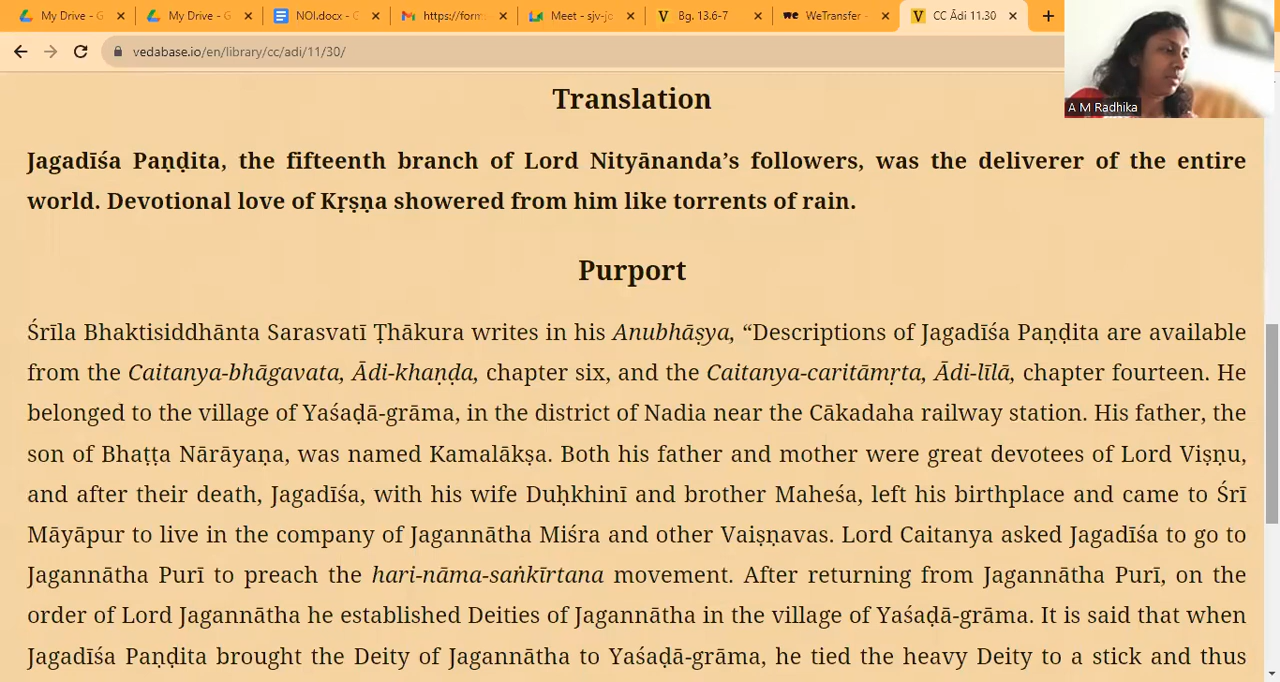 My Drive - G
My Drive - G
NOI.docx - G
https://form
Meet - sjv-jc
Bg. 13.6-7
WeTransfer -
CC Ādi 11.30
vedabase.io/en/library/cc/adi/11/30/
A M Radhika
Translation
Jagadīśa Paṇḍita, the fifteenth branch of Lord Nityānanda’s followers, was the deliverer of the entire
world. Devotional love of Kṛṣṇa showered from him like torrents of rain.
Purport
Śrīla Bhaktisiddhānta Sarasvatī Ṭhākura writes in his Anubhāṣya, “Descriptions of Jagadīśa Paṇḍita are available
from the Caitanya-bhāgavata, Ādi-khaṇḍa, chapter six, and the Caitanya-caritāmṛta, Ādi-līlā, chapter fourteen. He
belonged to the village of Yaśaḍā-grāma, in the district of Nadia near the Cākadaha railway station. His father, the
son of Bhaṭṭa Nārāyaṇa, was named Kamalākṣa. Both his father and mother were great devotees of Lord Viṣṇu,
and after their death, Jagadīśa, with his wife Duḥkhinī and brother Maheśa, left his birthplace and came to Śrī
Māyāpur to live in the company of Jagannātha Miśra and other Vaiṣṇavas. Lord Caitanya asked Jagadīśa to go to
Jagannātha Purī to preach the hari-nāma-saṅkīrtana movement. After returning from Jagannātha Purī, on the
order of Lord Jagannātha he established Deities of Jagannātha in the village of Yaśaḍā-grāma. It is said that when
Jagadīśa Paṇḍita brought the Deity of Jagannātha to Yaśaḍā-grāma, he tied the heavy Deity to a stick and thus